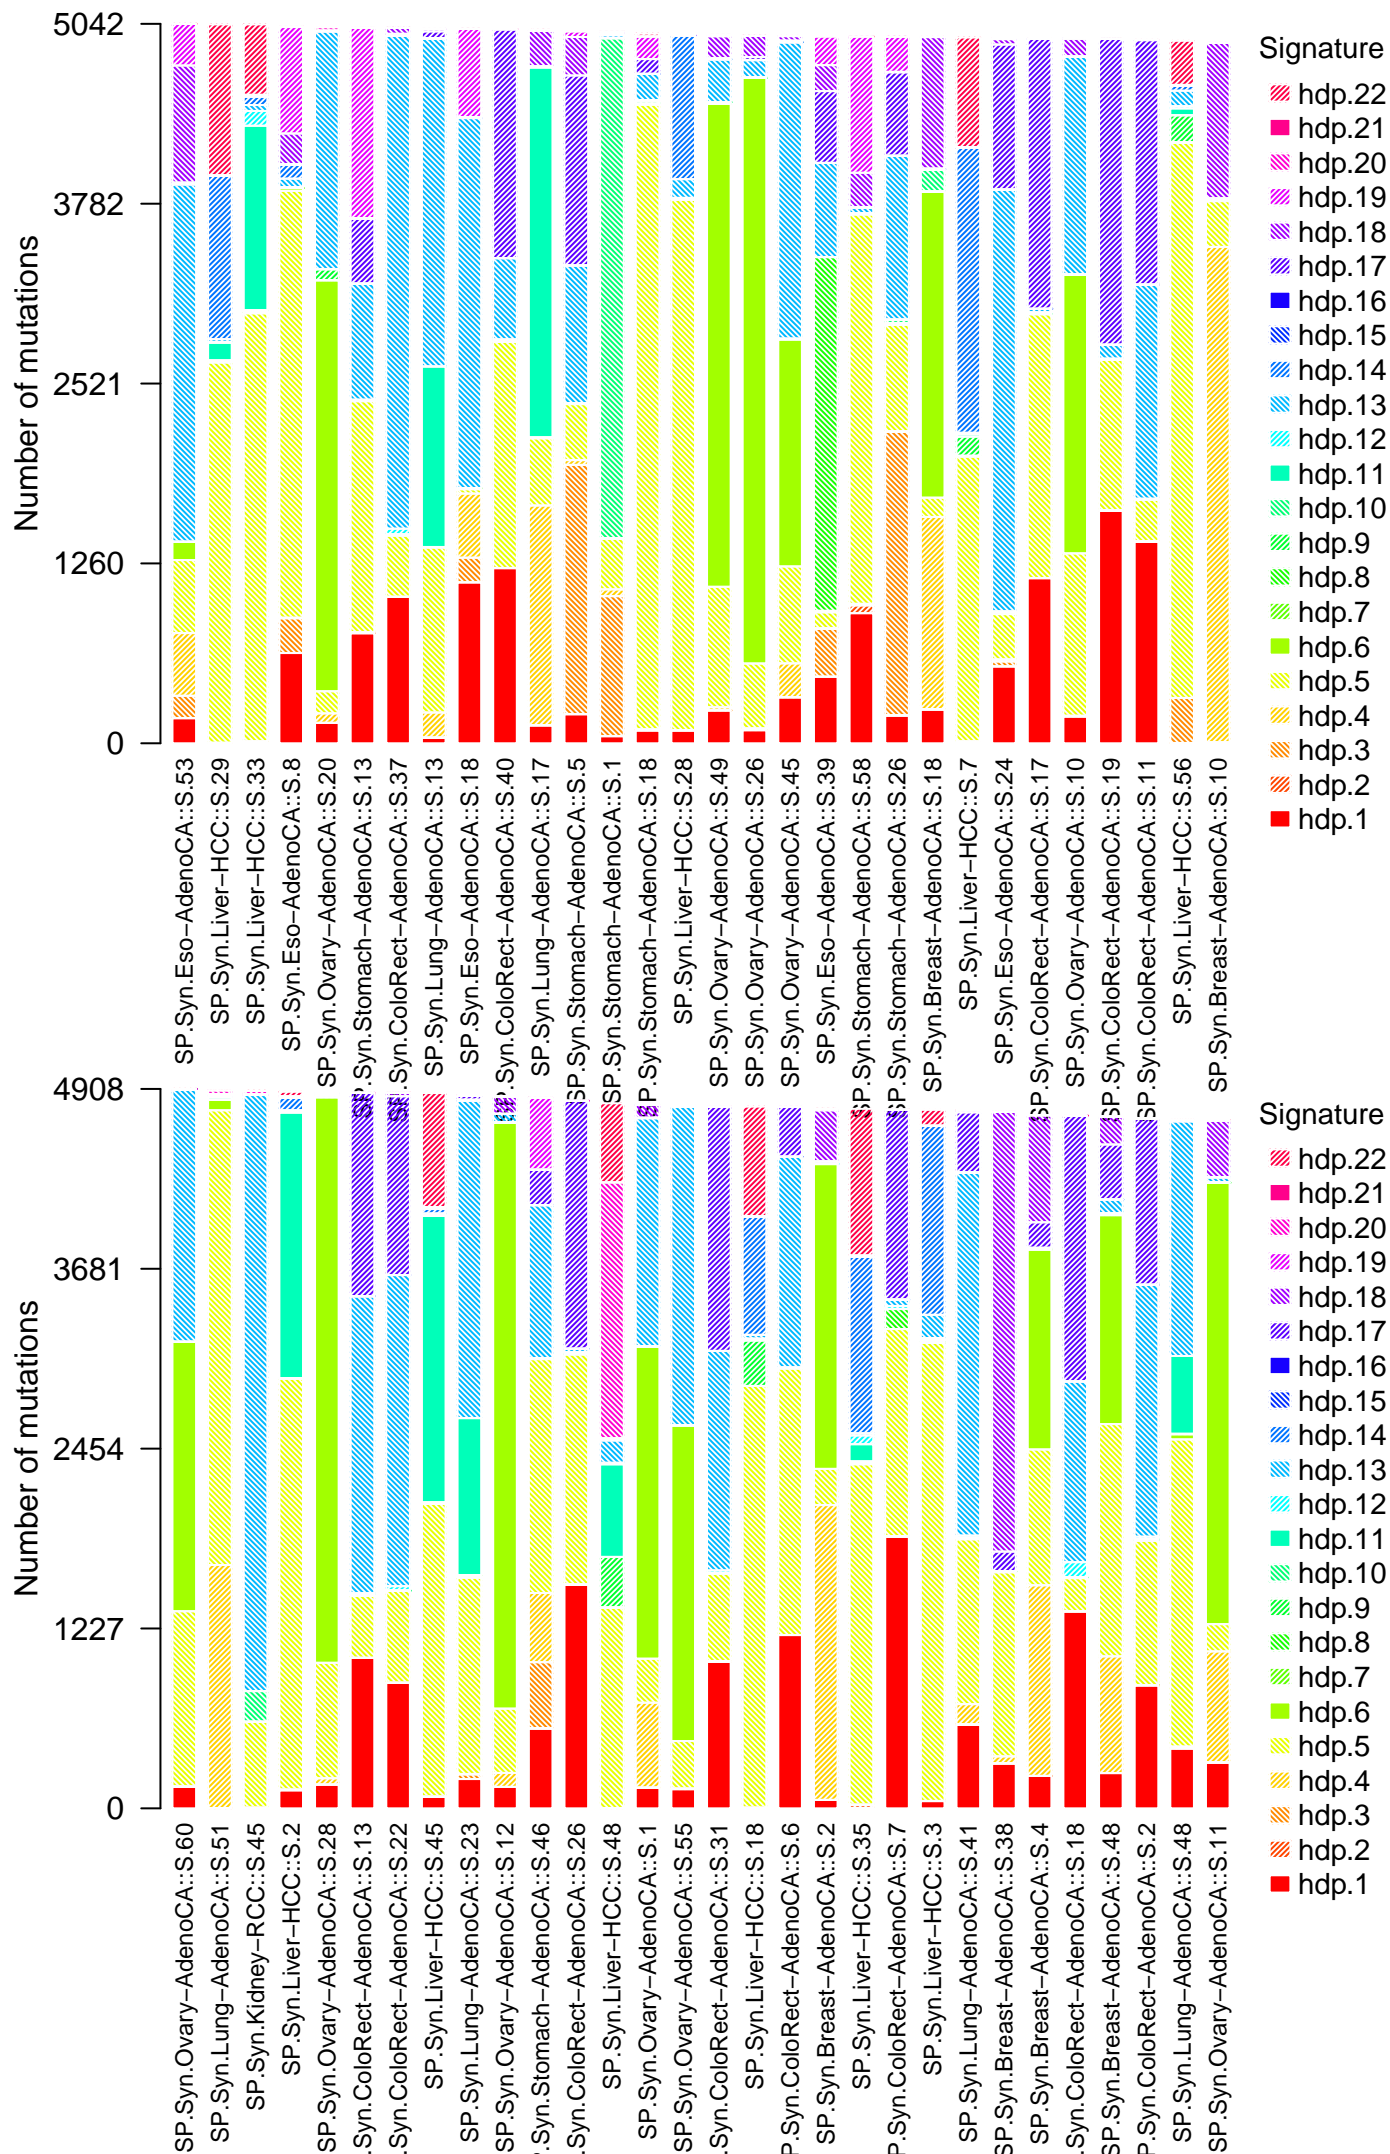 Number of mutations
5042
3782
2521
1260
0
SP.Syn.Eso−AdenoCA::S.53
SP.Syn.Liver−HCC::S.29
SP.Syn.Liver−HCC::S.33
SP.Syn.Eso−AdenoCA::S.8
SP.Syn.Ovary−AdenoCA::S.20
SP.Syn.Stomach−AdenoCA::S.13
SP.Syn.ColoRect−AdenoCA::S.37
SP.Syn.Lung−AdenoCA::S.13
SP.Syn.Eso−AdenoCA::S.18
SP.Syn.ColoRect−AdenoCA::S.40
SP.Syn.Lung−AdenoCA::S.17
SP.Syn.Stomach−AdenoCA::S.5
SP.Syn.Stomach−AdenoCA::S.1
SP.Syn.Stomach−AdenoCA::S.18
SP.Syn.Liver−HCC::S.28
SP.Syn.Ovary−AdenoCA::S.49
SP.Syn.Ovary−AdenoCA::S.26
SP.Syn.Ovary−AdenoCA::S.45
SP.Syn.Eso−AdenoCA::S.39
SP.Syn.Stomach−AdenoCA::S.58
SP.Syn.Stomach−AdenoCA::S.26
SP.Syn.Breast−AdenoCA::S.18
SP.Syn.Liver−HCC::S.7
SP.Syn.Eso−AdenoCA::S.24
SP.Syn.ColoRect−AdenoCA::S.17
SP.Syn.Ovary−AdenoCA::S.10
SP.Syn.ColoRect−AdenoCA::S.19
SP.Syn.ColoRect−AdenoCA::S.11
SP.Syn.Liver−HCC::S.56
SP.Syn.Breast−AdenoCA::S.10
Signature
hdp.22
hdp.21
hdp.20
hdp.19
hdp.18
hdp.17
hdp.16
hdp.15
hdp.14
hdp.13
hdp.12
hdp.11
hdp.10
hdp.9
hdp.8
hdp.7
hdp.6
hdp.5
hdp.4
hdp.3
hdp.2
hdp.1
Number of mutations
4908
3681
2454
1227
0
SP.Syn.Ovary−AdenoCA::S.60
SP.Syn.Lung−AdenoCA::S.51
SP.Syn.Kidney−RCC::S.45
SP.Syn.Liver−HCC::S.2
SP.Syn.Ovary−AdenoCA::S.28
.Syn.ColoRect−AdenoCA::S.13
.Syn.ColoRect−AdenoCA::S.22
SP.Syn.Liver−HCC::S.45
SP.Syn.Lung−AdenoCA::S.23
SP.Syn.Ovary−AdenoCA::S.12
P.Syn.Stomach−AdenoCA::S.46
.Syn.ColoRect−AdenoCA::S.26
SP.Syn.Liver−HCC::S.48
SP.Syn.Ovary−AdenoCA::S.1
SP.Syn.Ovary−AdenoCA::S.55
.Syn.ColoRect−AdenoCA::S.31
SP.Syn.Liver−HCC::S.18
P.Syn.ColoRect−AdenoCA::S.6
SP.Syn.Breast−AdenoCA::S.2
SP.Syn.Liver−HCC::S.35
P.Syn.ColoRect−AdenoCA::S.7
SP.Syn.Liver−HCC::S.3
SP.Syn.Lung−AdenoCA::S.41
SP.Syn.Breast−AdenoCA::S.38
SP.Syn.Breast−AdenoCA::S.4
.Syn.ColoRect−AdenoCA::S.18
SP.Syn.Breast−AdenoCA::S.48
P.Syn.ColoRect−AdenoCA::S.2
SP.Syn.Lung−AdenoCA::S.48
SP.Syn.Ovary−AdenoCA::S.11
Signature
hdp.22
hdp.21
hdp.20
hdp.19
hdp.18
hdp.17
hdp.16
hdp.15
hdp.14
hdp.13
hdp.12
hdp.11
hdp.10
hdp.9
hdp.8
hdp.7
hdp.6
hdp.5
hdp.4
hdp.3
hdp.2
hdp.1